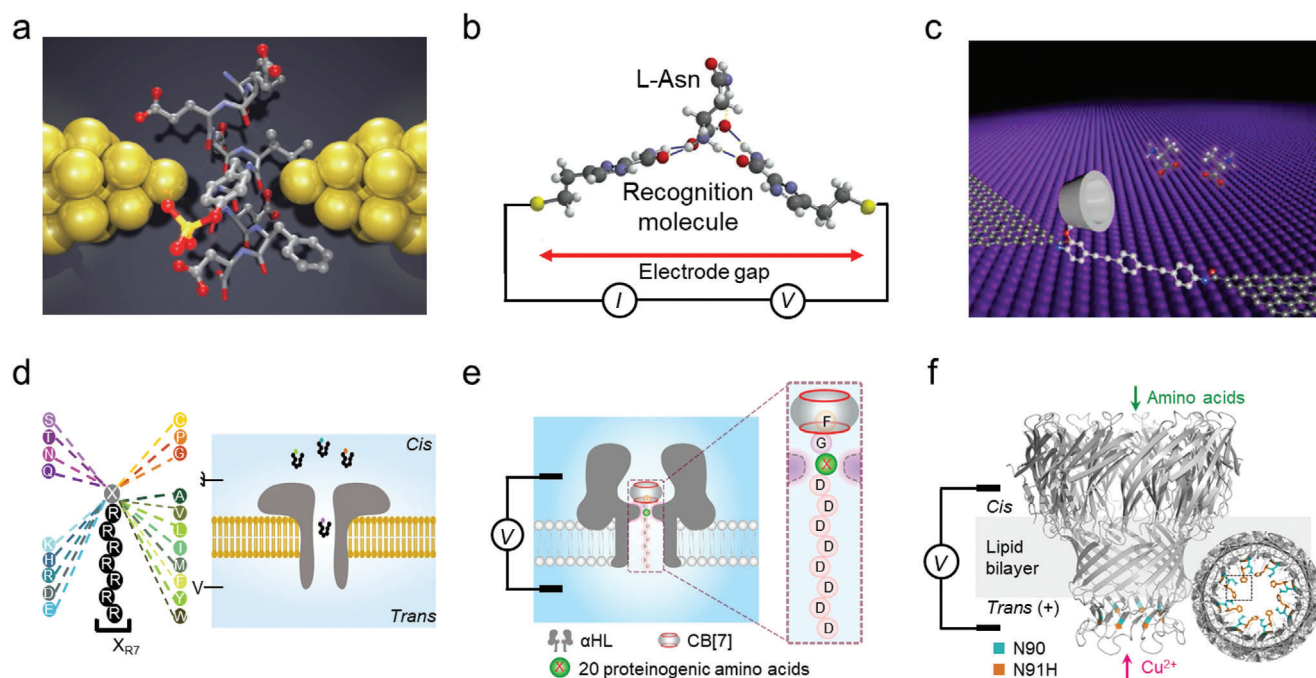 a
b
L-Asn
Recognition
molecule
Electrode gap
I
V
c
d
S
T
N
Q
K
H
R
D
E
C
P
G
A
V
L
I
M
F
Y
W
X
R
R
R
R
R
R
R
X R7
Cis
V
Trans
e
V
F
G
X
D
D
D
D
D
D
D
αHL
CB[7]
X
20 proteinogenic amino acids
f
Amino acids
Cis
V
Lipid
bilayer
Trans (+)
N90
N91H
Cu2+